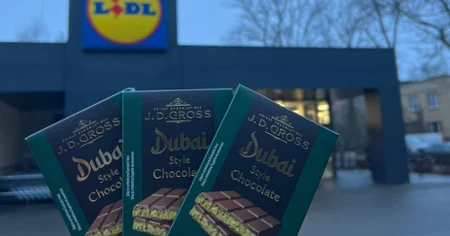 LIDL
J. D. GROSS
Dubai
Style
Chocolate
J. D. GROSS
Dubai
Style
Chocolate
J. D. GROSS
Dubai
Style
Chocolate